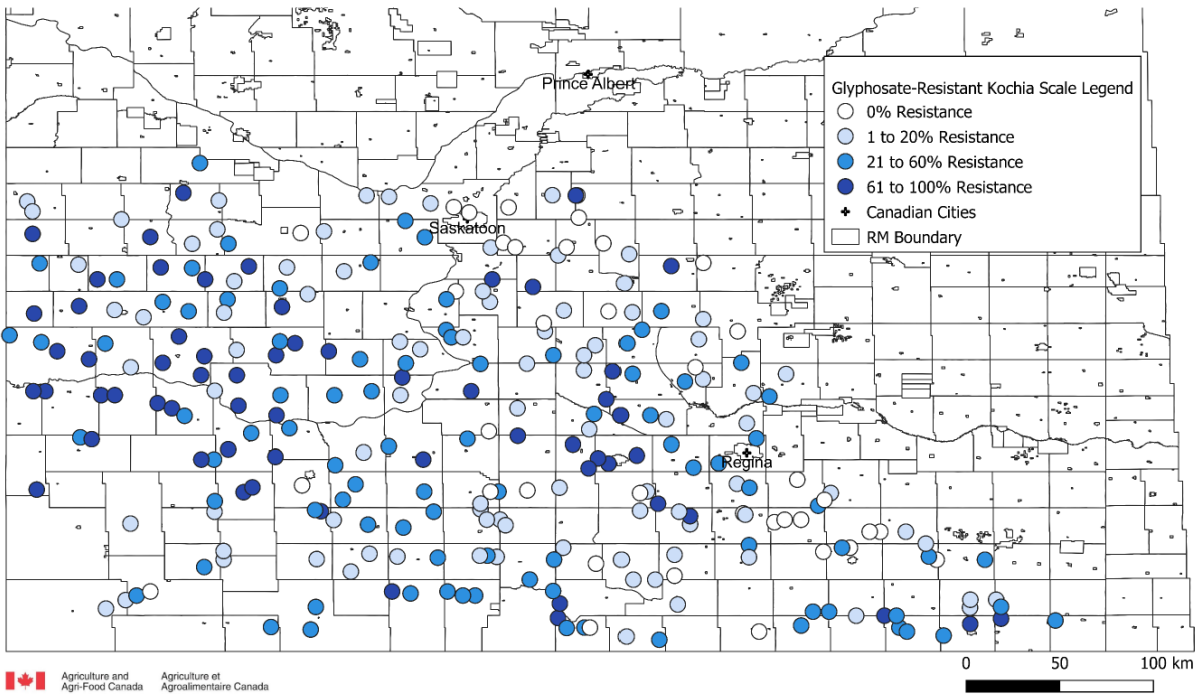 Prince Albert
Glyphosate-Resistant Kochia Scale Legend
0% Resistance
1 to 20% Resistance
21 to 60% Resistance
61 to 100% Resistance
Canadian Cities
RM Boundary
Saskatoon
Regina
0 50 100 km
Agriculture and
Agri-Food Canada
Agriculture et
Agroalimentaire Canada